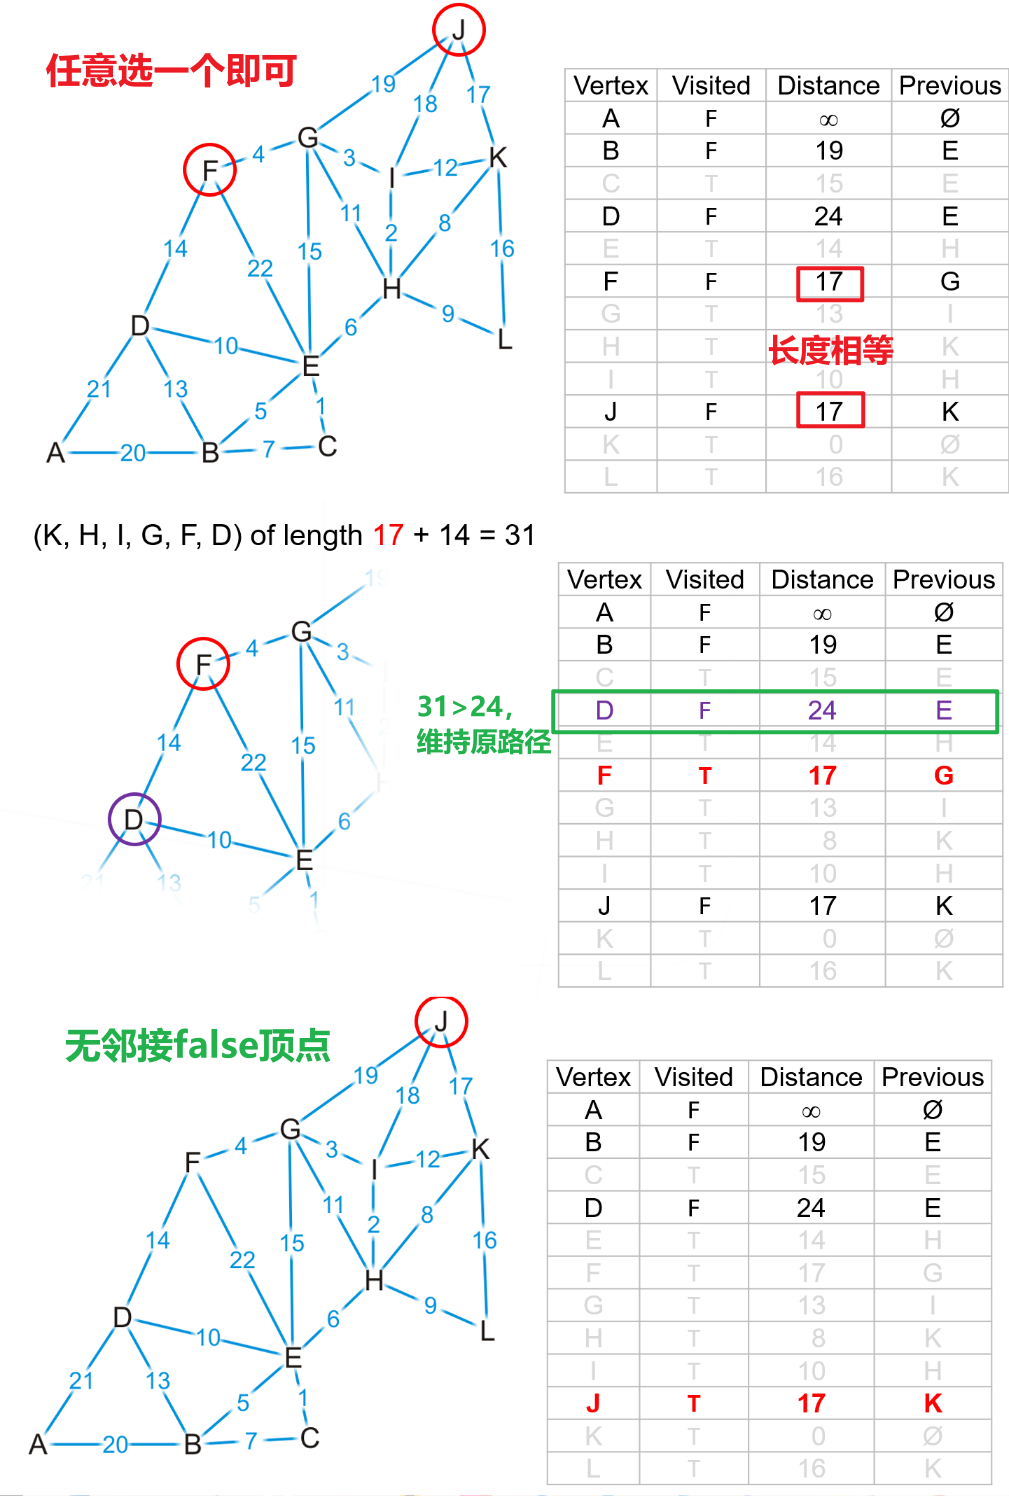 任意选一个即可
J
19
18
17
G
K
F
4
3
I
12
11
8
14
22
15
2
16
H
D
10
6
9
L
E
21
13
5
1
A
20
B
7
C
Vertex Visited Distance Previous
A F ∞ Ø
B F 19 E
C T 15 E
D F 24 E
E T 14 H
F F 17 G
G T 13 I
H T 长度相等 K
I T 10 H
J F 17 K
K T 0 Ø
L T 16 K
(K, H, I, G, F, D) of length 17 + 14 = 31
19
G
F
4
3
11
14
22
15
H
D
10
6
E
21
13
5
1
31>24,
维持原路径
Vertex Visited Distance Previous
A F ∞ Ø
B F 19 E
C T 15 E
D F 24 E
E T 14 H
F T 17 G
G T 13 I
H T 8 K
I T 10 H
J F 17 K
K T 0 Ø
L T 16 K
无邻接false顶点
J
19
18
17
G
K
F
4
3
I
12
11
8
14
22
15
2
16
H
D
10
6
9
L
E
21
13
5
1
A
20
B
7
C
Vertex Visited Distance Previous
A F ∞ Ø
B F 19 E
C T 15 E
D F 24 E
E T 14 H
F T 17 G
G T 13 I
H T 8 K
I T 10 H
J T 17 K
K T 0 Ø
L T 16 K